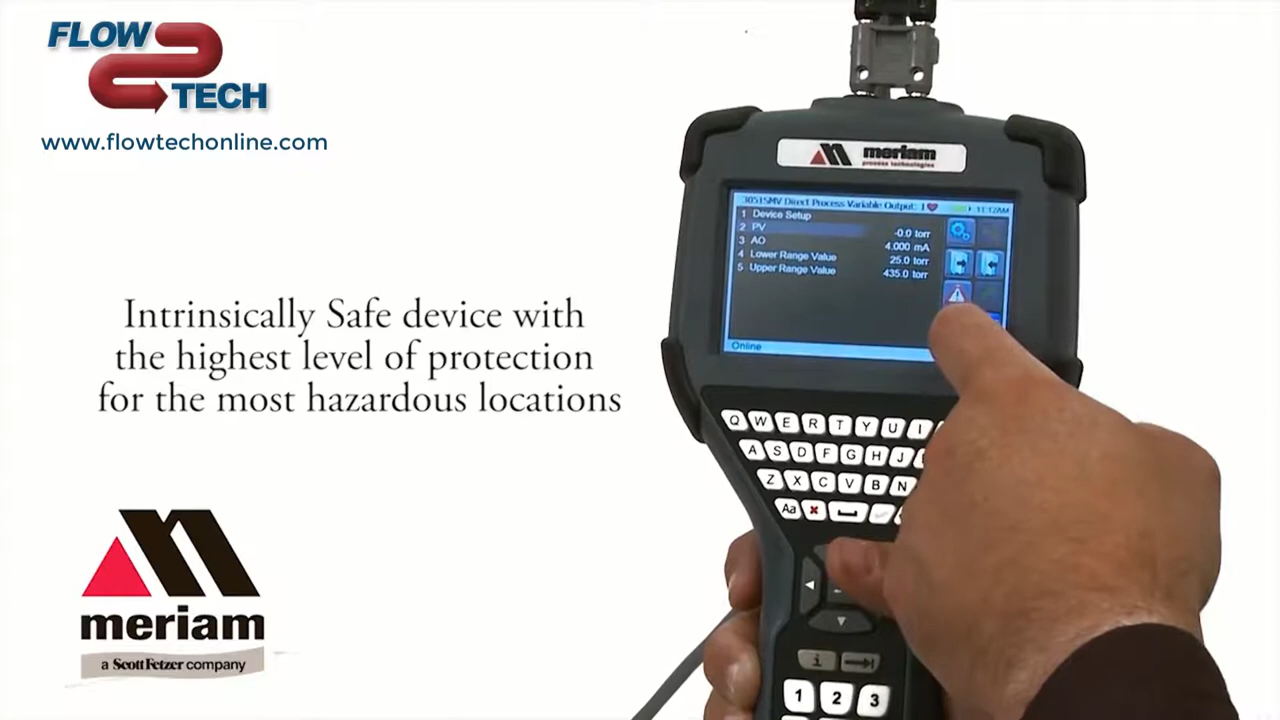 FLOW
TECH
www.flowtechonline.com
Intrinsically Safe device with
the highest level of protection
for the most hazardous locations
meriam
a Scott Fetzer company
meriam
process technologies
3051SMV Direct Process Variable Output: 1 11:12AM
1 Device Setup
2 PV -0.0 torr
3 AO 4.000 mA
4 Lower Range Value 25.0 torr
5 Upper Range Value 435.0 torr
Online
Q W E R T Y U I
A S D F G H J
Z X C V B N
Aa
i
1 2 3